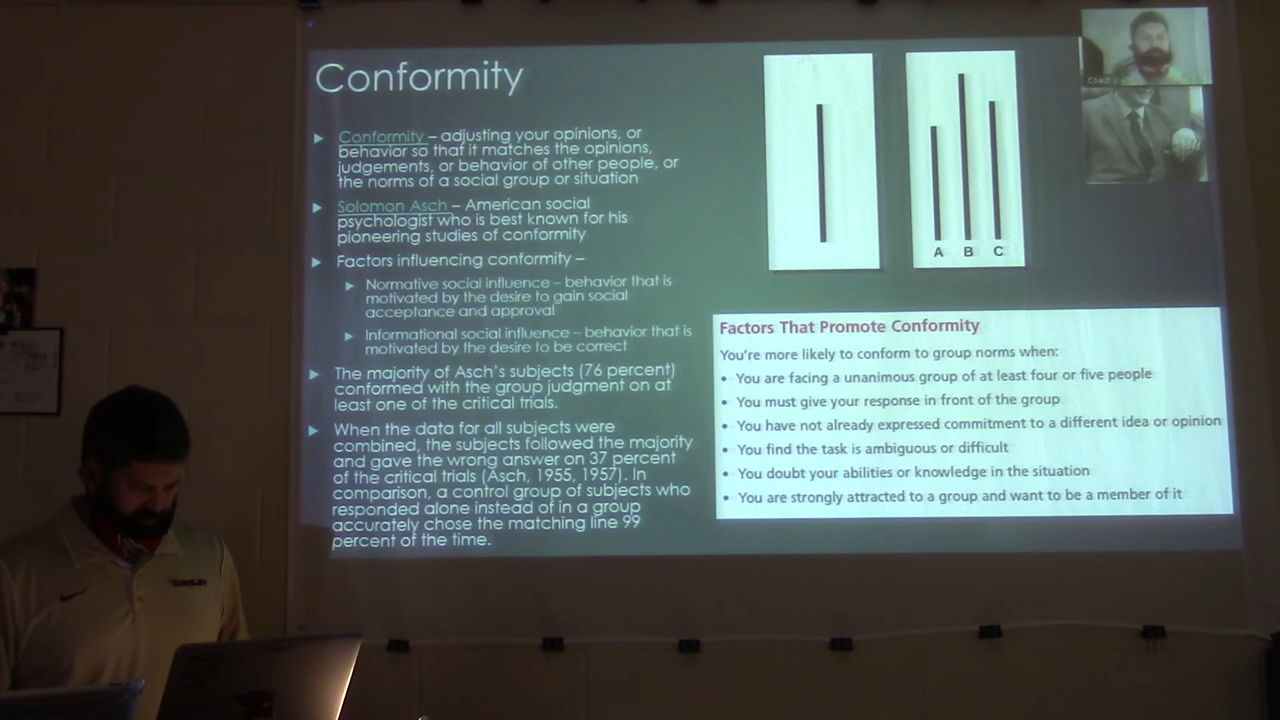 Conformity
Conformity – adjusting your opinions, or
behavior so that it matches the opinions,
judgements, or behavior of other people, or
the norms of a social group or situation
Solomon Asch – American social
psychologist who is best known for his
pioneering studies of conformity
Factors influencing conformity –
Normative social influence – behavior that is
motivated by the desire to gain social
acceptance and approval
Informational social influence – behavior that is
motivated by the desire to be correct
The majority of Asch's subjects (76 percent)
conformed with the group judgment on at
least one of the critical trials.
When the data for all subjects were
combined, the subjects followed the majority
and gave the wrong answer on 37 percent
of the critical trials (Asch, 1955, 1957). In
comparison, a control group of subjects who
responded alone instead of in a group
accurately chose the matching line 99
percent of the time.
A B C
Coach V
Factors That Promote Conformity
You're more likely to conform to group norms when:
• You are facing a unanimous group of at least four or five people
• You must give your response in front of the group
• You have not already expressed commitment to a different idea or opinion
• You find the task is ambiguous or difficult
• You doubt your abilities or knowledge in the situation
• You are strongly attracted to a group and want to be a member of it